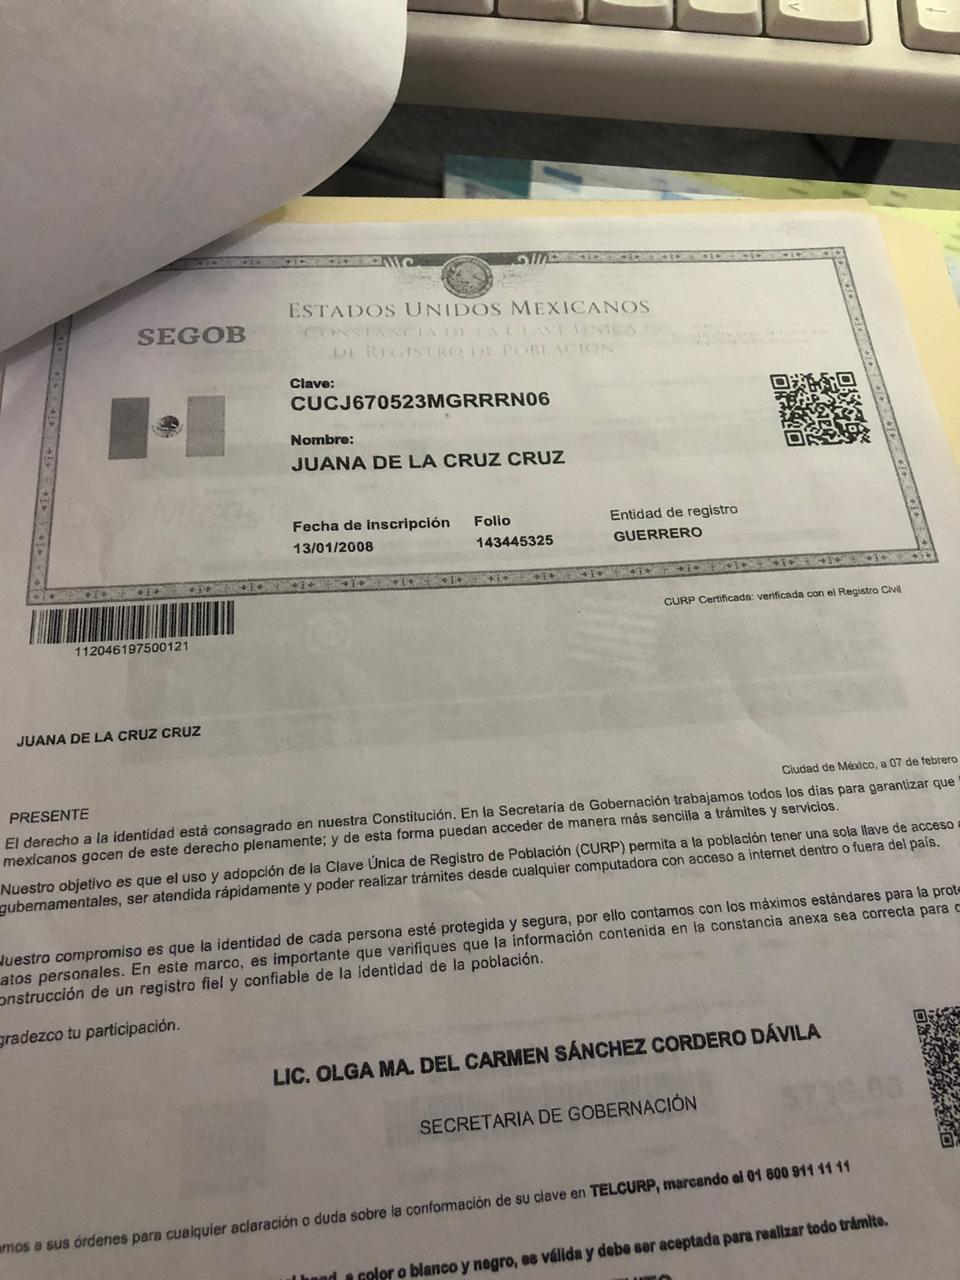 ESTADOS UNIDOS MEXICANOS
SEGOB
CONSTANCIA DE LA CLAVE ÚNICA
DE REGISTRO DE POBLACIÓN
Clave:
CUCJ670523MGRRRN06
Nombre:
JUANA DE LA CRUZ CRUZ
Fecha de inscripción
13/01/2008
Folio
143445325
Entidad de registro
GUERRERO
CURP Certificada: verificada con el Registro Civil
112046197500121
JUANA DE LA CRUZ CRUZ
Ciudad de México, a 07 de febrero
PRESENTE
El derecho a la identidad está consagrado en nuestra Constitución. En la Secretaría de Gobernación trabajamos todos los días para garantizar que
mexicanos gocen de este derecho plenamente; y de esta forma puedan acceder de manera más sencilla a trámites y servicios.
Nuestro objetivo es que el uso y adopción de la Clave Única de Registro de Población (CURP) permita a la población tener una sola llave de acceso a
gubernamentales, ser atendida rápidamente y poder realizar trámites desde cualquier computadora con acceso a internet dentro o fuera del país.
Nuestro compromiso es que la identidad de cada persona esté protegida y segura, por ello contamos con los máximos estándares para la prote
atos personales. En este marco, es importante que verifiques que la información contenida en la constancia anexa sea correcta para c
onstrucción de un registro fiel y confiable de la identidad de la población.
gradezco tu participación.
LIC. OLGA MA. DEL CARMEN SÁNCHEZ CORDERO DÁVILA
SECRETARIA DE GOBERNACIÓN
mos a sus órdenes para cualquier aclaración o duda sobre la conformación de su clave en TELCURP, marcando el 01 800 911 11 11
a color o blanco y negro, es válida y debe ser aceptada para realizar todo trámite.